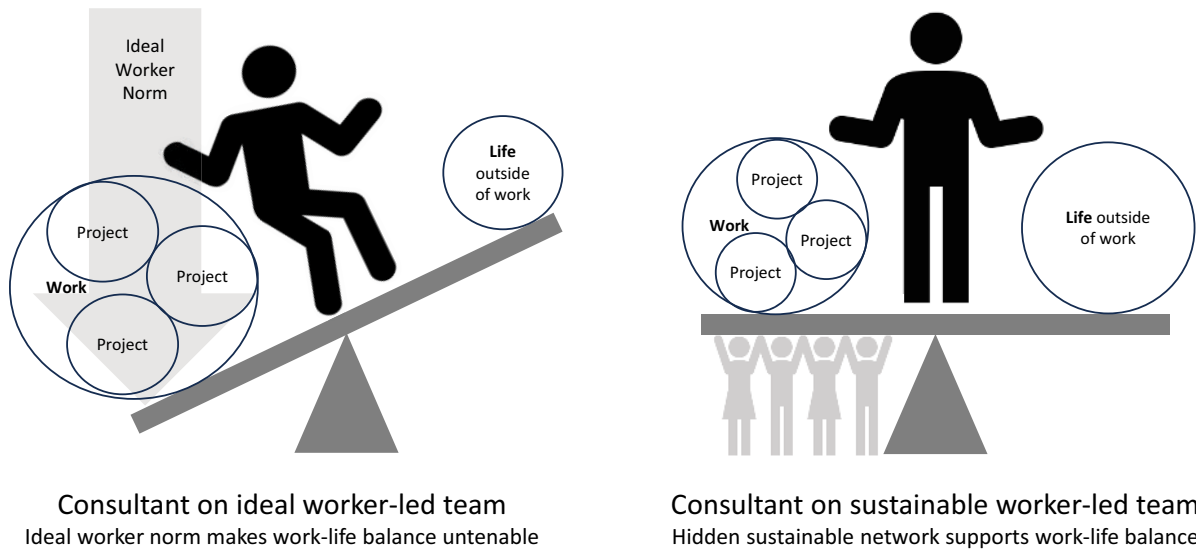 Ideal
Worker
Norm
Project
Project
Work
Project
Life
outside
of work
Project
Work
Project
Project
Life outside
of work
Consultant on ideal worker-led team
Ideal worker norm makes work-life balance untenable
Consultant on sustainable worker-led team
Hidden sustainable network supports work-life balance